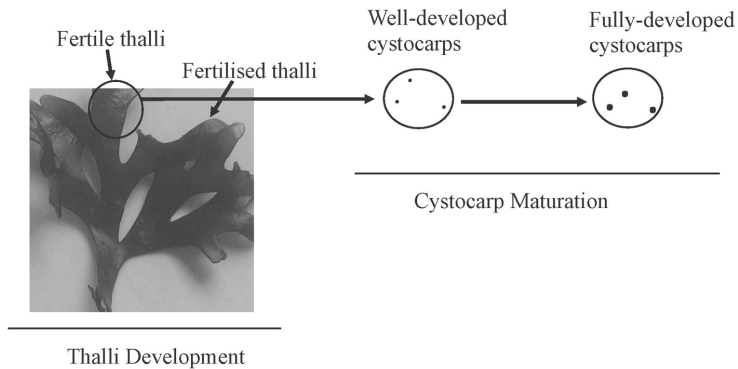 Fertile thalli
Fertilised thalli
Well-developed
cystocarps
Fully-developed
cystocarps
Cystocarp Maturation
Thalli Development